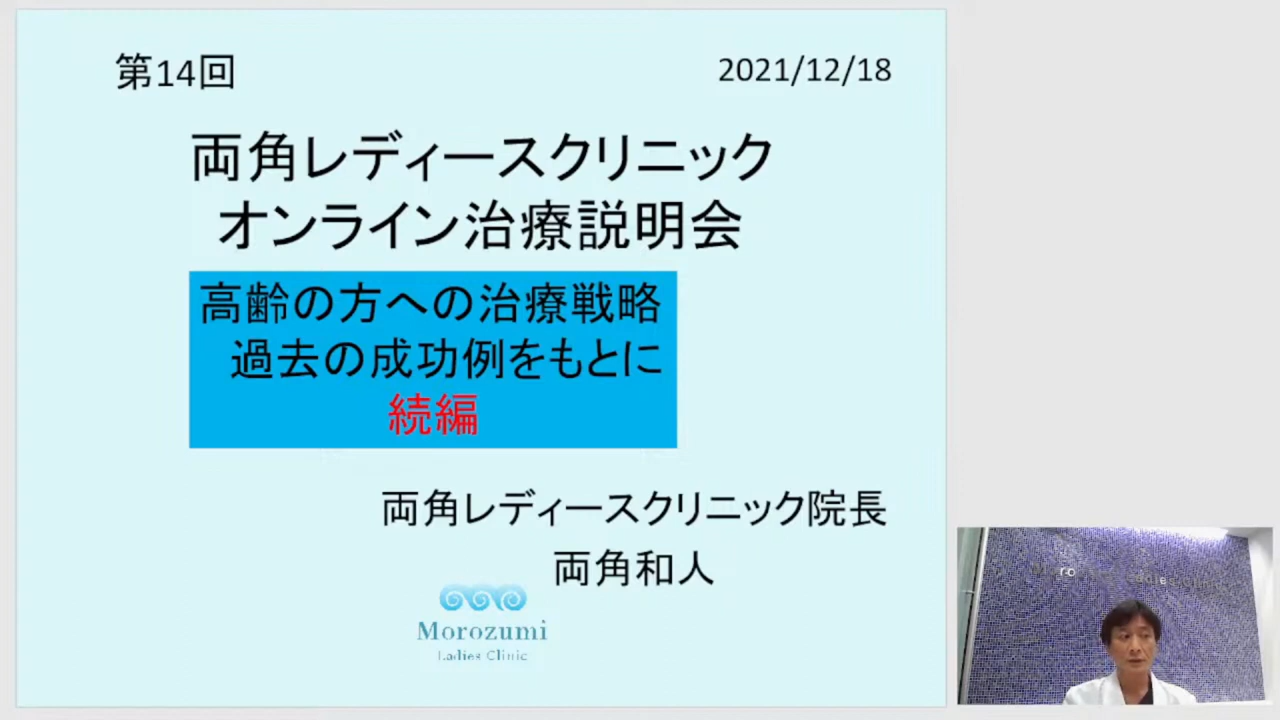 第14回
2021/12/18
両角レディースクリニック
オンライン治療説明会
高齢の方への治療戦略
過去の成功例をもとに
続編
両角レディースクリニック院長
両角和人
Morozumi
Ladies Clinic